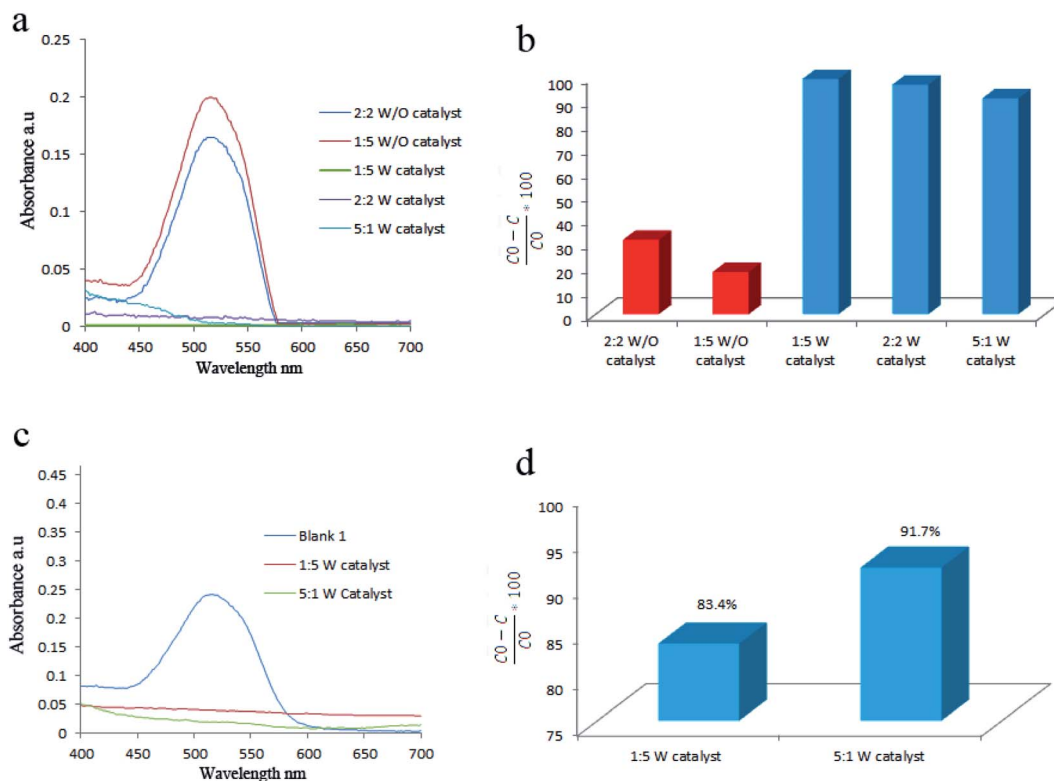 a
0.25
0.2
0.15
0.1
0.05
0
400 450 500 550 600 650 700
Absorbance a.u
Wavelength nm
2:2 W/O catalyst
1:5 W/O catalyst
1:5 W catalyst
2:2 W catalyst
5:1 W catalyst
b
100
90
80
70
60
50
40
30
20
10
0
C0 − C
C0
* 100
2:2 W/O catalyst
1:5 W/O catalyst
1:5 W catalyst
2:2 W catalyst
5:1 W catalyst
c
0.45
0.4
0.35
0.3
0.25
0.2
0.15
0.1
0.05
0
400 450 500 550 600 650 700
Absorbance a.u
Wavelength nm
Blank 1
1:5 W catalyst
5:1 W Catalyst
d
100
95
90
85
80
75
C0 − C
C0
* 100
83.4%
91.7%
1:5 W catalyst
5:1 W catalyst